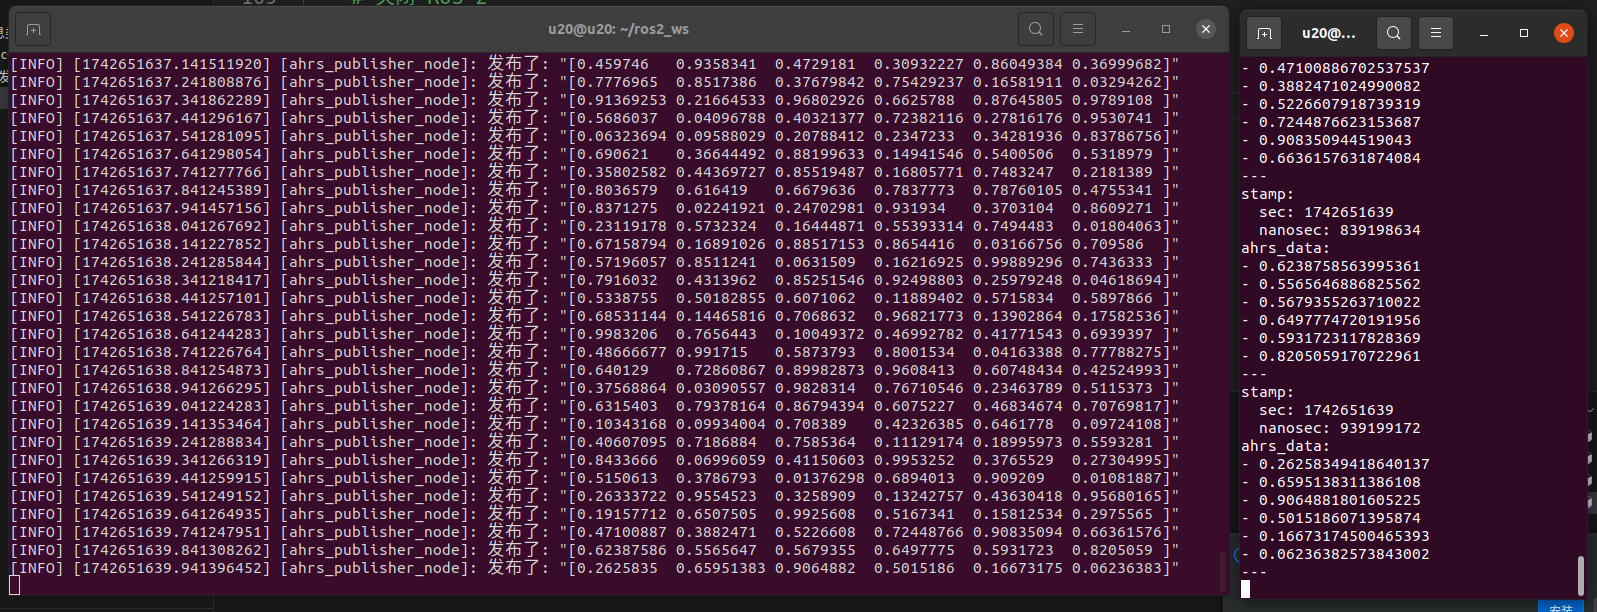 # 关闭 ROS 2
u20@u20: ~/ros2_ws
[INFO] [1742651637.141511920] [ahrs_publisher_node]: 发布了: "[0.459746   0.9358341  0.4729181  0.30932227 0.86049384 0.36999682]"
[INFO] [1742651637.241808876] [ahrs_publisher_node]: 发布了: "[0.7776965  0.8517386  0.37679842 0.75429237 0.16581911 0.03294262]"
[INFO] [1742651637.341862289] [ahrs_publisher_node]: 发布了: "[0.91369253 0.21664533 0.96802926 0.6625788  0.87645805 0.9789108 ]"
[INFO] [1742651637.441296167] [ahrs_publisher_node]: 发布了: "[0.5686037  0.04096788 0.40321377 0.72382116 0.27816176 0.9530741 ]"
[INFO] [1742651637.541281095] [ahrs_publisher_node]: 发布了: "[0.06323694 0.09588029 0.20788412 0.2347233  0.34281936 0.83786756]"
[INFO] [1742651637.641298054] [ahrs_publisher_node]: 发布了: "[0.690621   0.36644492 0.88199633 0.14941546 0.5400506  0.5318979 ]"
[INFO] [1742651637.741277766] [ahrs_publisher_node]: 发布了: "[0.35802582 0.44369727 0.85519487 0.16805771 0.7483247  0.2181389 ]"
[INFO] [1742651637.841245389] [ahrs_publisher_node]: 发布了: "[0.8036579  0.616419   0.6679636  0.7837773  0.78760105 0.4755341 ]"
[INFO] [1742651637.941457156] [ahrs_publisher_node]: 发布了: "[0.8371275  0.02241921 0.24702981 0.931934   0.3703104  0.8609271 ]"
[INFO] [1742651638.041267692] [ahrs_publisher_node]: 发布了: "[0.23119178 0.5732324  0.16444871 0.55393314 0.7494483  0.01804063]"
[INFO] [1742651638.141227852] [ahrs_publisher_node]: 发布了: "[0.67158794 0.16891026 0.88517153 0.8654416  0.03166756 0.709586  ]"
[INFO] [1742651638.241285844] [ahrs_publisher_node]: 发布了: "[0.57196057 0.8511241  0.0631509  0.16216925 0.99889296 0.7436333 ]"
[INFO] [1742651638.341218417] [ahrs_publisher_node]: 发布了: "[0.7916032  0.4313962  0.85251546 0.92498803 0.25979248 0.04618694]"
[INFO] [1742651638.441257101] [ahrs_publisher_node]: 发布了: "[0.5338755  0.50182855 0.6071062  0.11889402 0.5715834  0.5897866 ]"
[INFO] [1742651638.541226783] [ahrs_publisher_node]: 发布了: "[0.68531144 0.14465816 0.7068632  0.96821773 0.13902864 0.17582536]"
[INFO] [1742651638.641244283] [ahrs_publisher_node]: 发布了: "[0.9983206  0.7656443  0.10049372 0.46992782 0.41771543 0.6939397 ]"
[INFO] [1742651638.741226764] [ahrs_publisher_node]: 发布了: "[0.48666677 0.991715   0.5873793  0.8001534  0.04163388 0.77788275]"
[INFO] [1742651638.841254873] [ahrs_publisher_node]: 发布了: "[0.640129   0.72860867 0.89982873 0.9608413  0.60748434 0.42524993]"
[INFO] [1742651638.941266295] [ahrs_publisher_node]: 发布了: "[0.37568864 0.03090557 0.9828314  0.76710546 0.23463789 0.5115373 ]"
[INFO] [1742651639.041224283] [ahrs_publisher_node]: 发布了: "[0.6315403  0.79378164 0.86794394 0.6075227  0.46834674 0.70769817]"
[INFO] [1742651639.141353464] [ahrs_publisher_node]: 发布了: "[0.10343168 0.09934004 0.708389   0.42326385 0.6461778  0.09724108]"
[INFO] [1742651639.241288834] [ahrs_publisher_node]: 发布了: "[0.40607095 0.7186884  0.7585364  0.11129174 0.18995973 0.5593281 ]"
[INFO] [1742651639.341266319] [ahrs_publisher_node]: 发布了: "[0.8433666  0.06996059 0.41150603 0.9953252  0.3765529  0.27304995]"
[INFO] [1742651639.441259915] [ahrs_publisher_node]: 发布了: "[0.5150613  0.3786793  0.01376298 0.6894013  0.909209   0.01081887]"
[INFO] [1742651639.541249152] [ahrs_publisher_node]: 发布了: "[0.26333722 0.9554523  0.3258909  0.13242757 0.43630418 0.95680165]"
[INFO] [1742651639.641264935] [ahrs_publisher_node]: 发布了: "[0.19157712 0.6507505  0.9925608  0.5167341  0.15812534 0.2975565 ]"
[INFO] [1742651639.741247951] [ahrs_publisher_node]: 发布了: "[0.47100887 0.3882471  0.5226608  0.72448766 0.90835094 0.66361576]"
[INFO] [1742651639.841308262] [ahrs_publisher_node]: 发布了: "[0.62387586 0.5565647  0.5679355  0.6497775  0.5931723  0.8205059 ]"
[INFO] [1742651639.941396452] [ahrs_publisher_node]: 发布了: "[0.2625835  0.65951383 0.9064882  0.5015186  0.16673175 0.06236383]"
u20@...
- 0.47100886702537537
- 0.3882471024990082
- 0.5226607918739319
- 0.7244876623153687
- 0.908350944519043
- 0.6636157631874084
---
stamp:
  sec: 1742651639
  nanosec: 839198634
ahrs_data:
- 0.6238758563995361
- 0.5565646886825562
- 0.5679355263710022
- 0.6497774720191956
- 0.5931723117828369
- 0.8205059170722961
---
stamp:
  sec: 1742651639
  nanosec: 939199172
ahrs_data:
- 0.26258349418640137
- 0.6595138311386108
- 0.9064881801605225
- 0.5015186071395874
- 0.16673174500465393
- 0.06236382573843002
---
安装